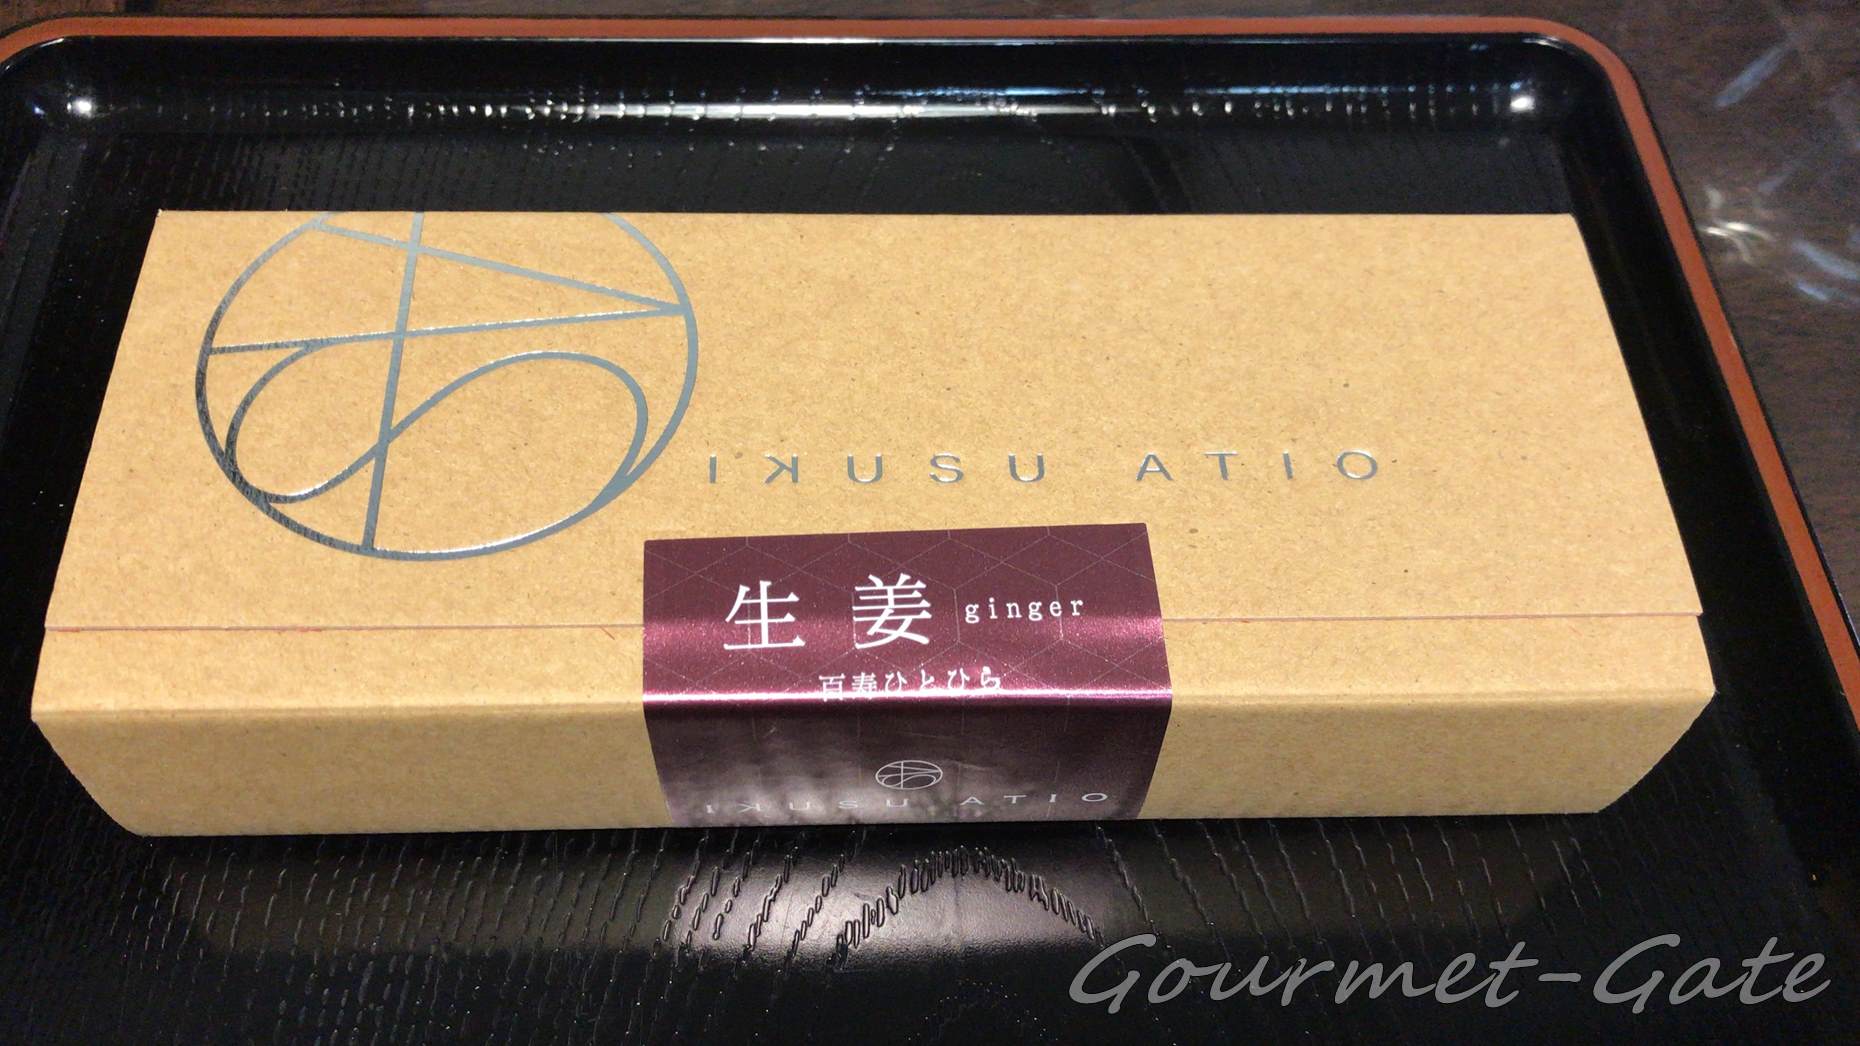 IKUSU ATIO
生姜 ginger
百寿ひとひら
IKUSU ATIO
Gourmet-Gate